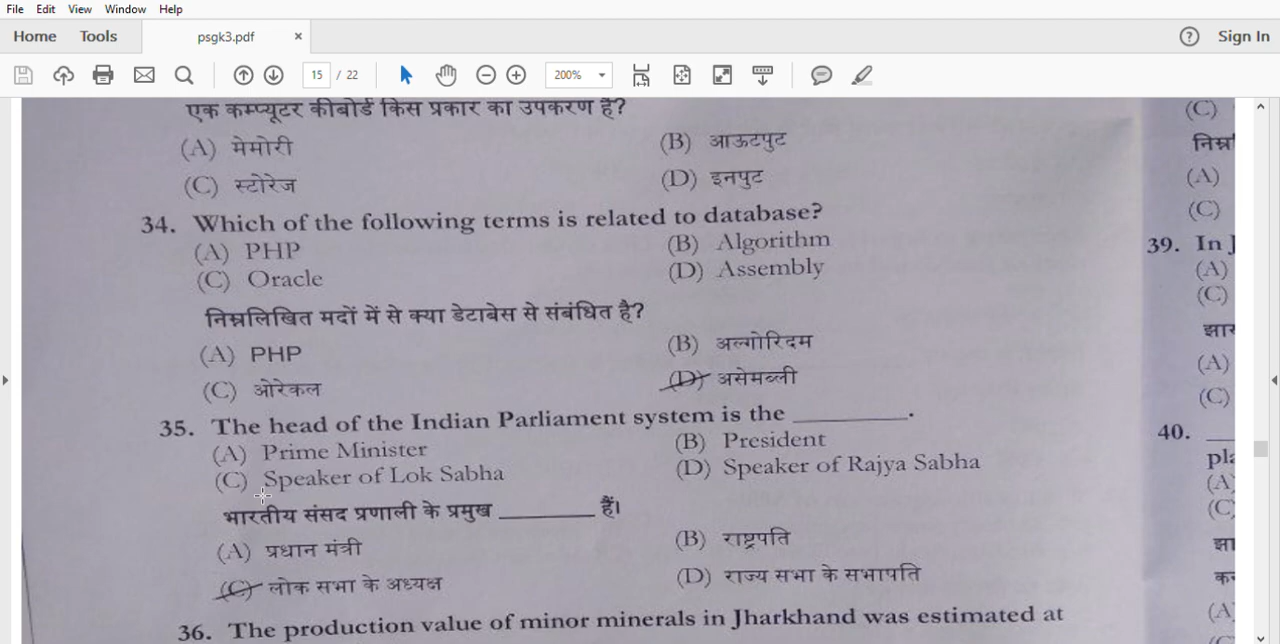 File Edit View Window Help
Home Tools psgk3.pdf × Sign In
15 / 22 200%
एक कम्प्यूटर कीबोर्ड किस प्रकार का उपकरण है?
(A) मेमोरी (B) आऊटपुट
(C) स्टोरेज (D) इनपुट
34. Which of the following terms is related to database?
(A) PHP (B) Algorithm
(C) Oracle (D) Assembly
निम्नलिखित मदों में से क्या डेटाबेस से संबंधित है?
(A) PHP (B) अल्गोरिदम
(C) ओरेकल (D) असेमब्ली
35. The head of the Indian Parliament system is the ________.
(A) Prime Minister (B) President
(C) Speaker of Lok Sabha (D) Speaker of Rajya Sabha
भारतीय संसद प्रणाली के प्रमुख ________ हैं।
(A) प्रधान मंत्री (B) राष्ट्रपति
(C) लोक सभा के अध्यक्ष (D) राज्य सभा के सभापति
36. The production value of minor minerals in Jharkhand was estimated at
(C)
(A)
(C)
39. In
(A)
(C)
(A)
(C)
40.
(A)
(C)
(A)